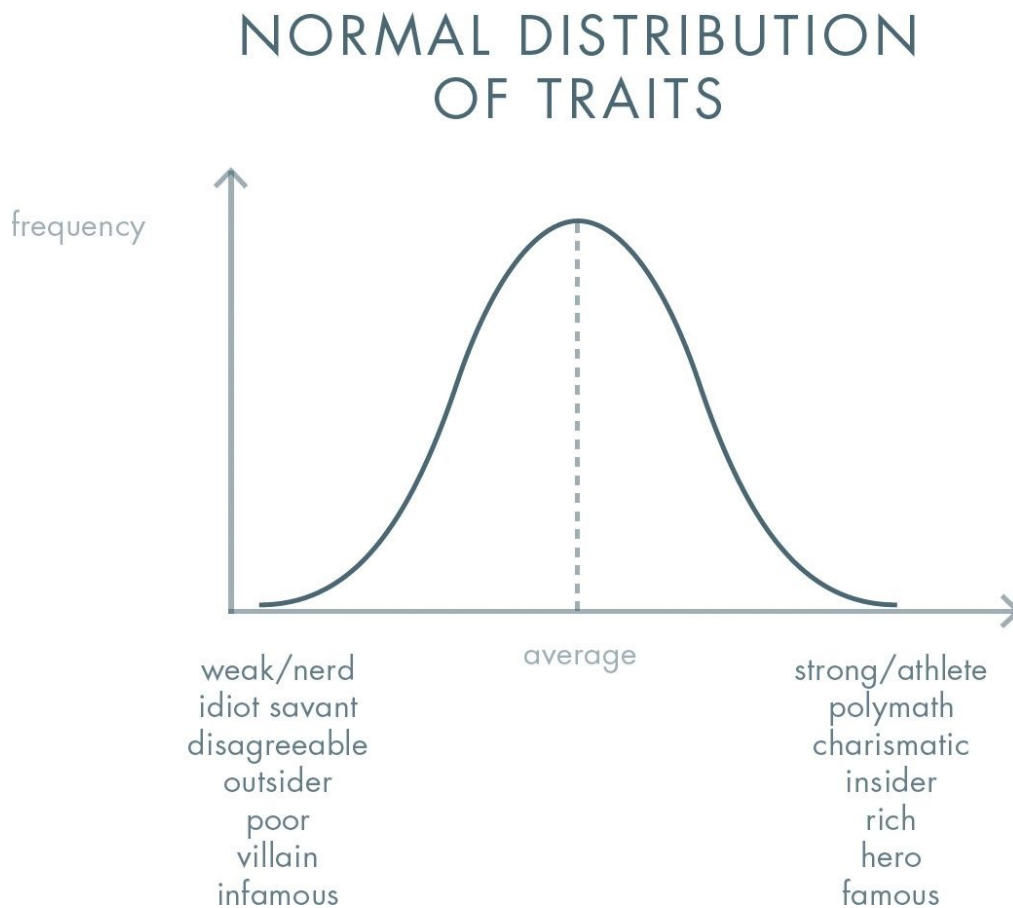 NORMAL DISTRIBUTION
OF TRAITS
frequency
average
weak/nerd
idiot savant
disagreeable
outsider
poor
villain
infamous
strong/athlete
polymath
charismatic
insider
rich
hero
famous